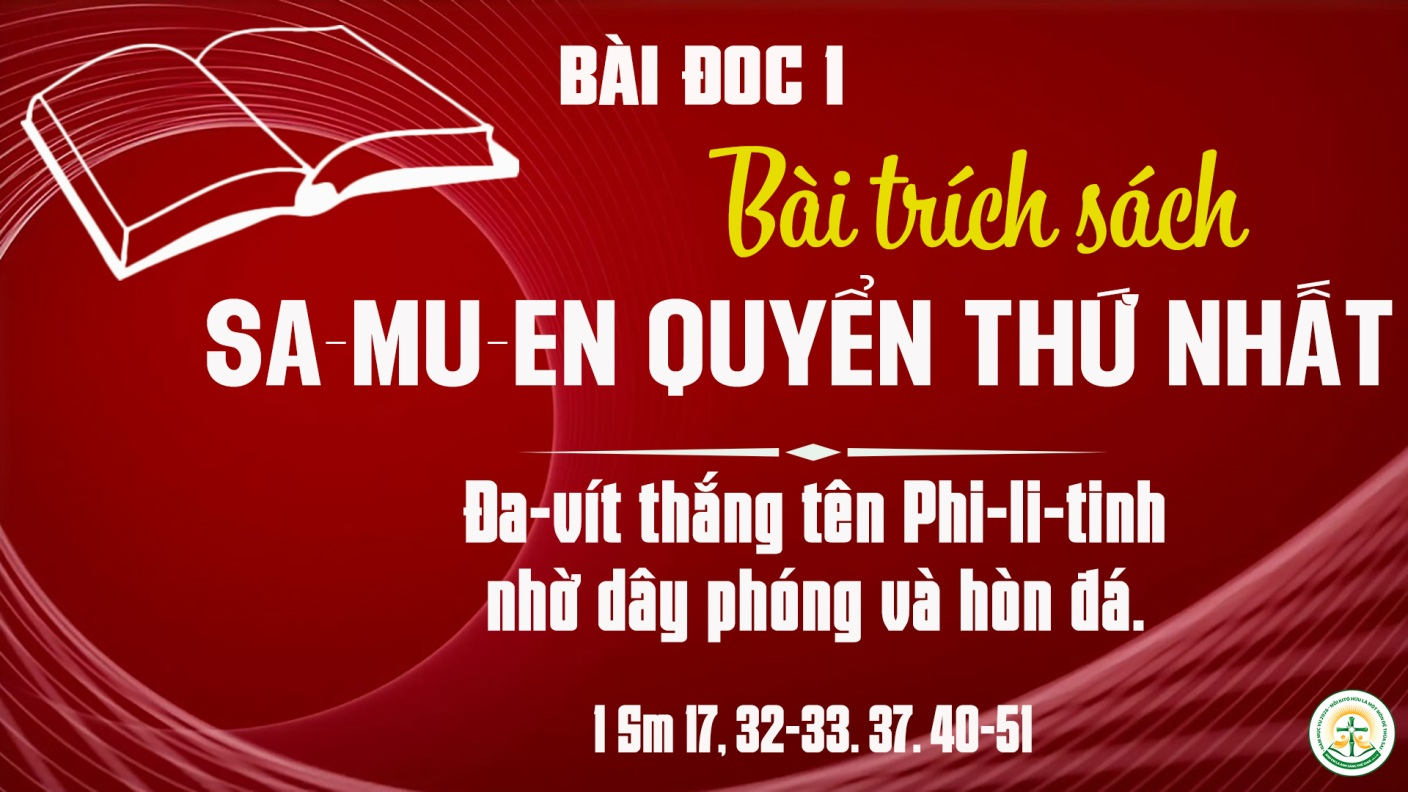 BÀI ĐOC 1
Bài trích sách
SA-MU-EN QUYỂN THỨ NHẤT
Đa-vít thắng tên Phi-li-tinh
nhờ dây phóng và hòn đá.
1 Sm 17, 32-33. 37. 40-51